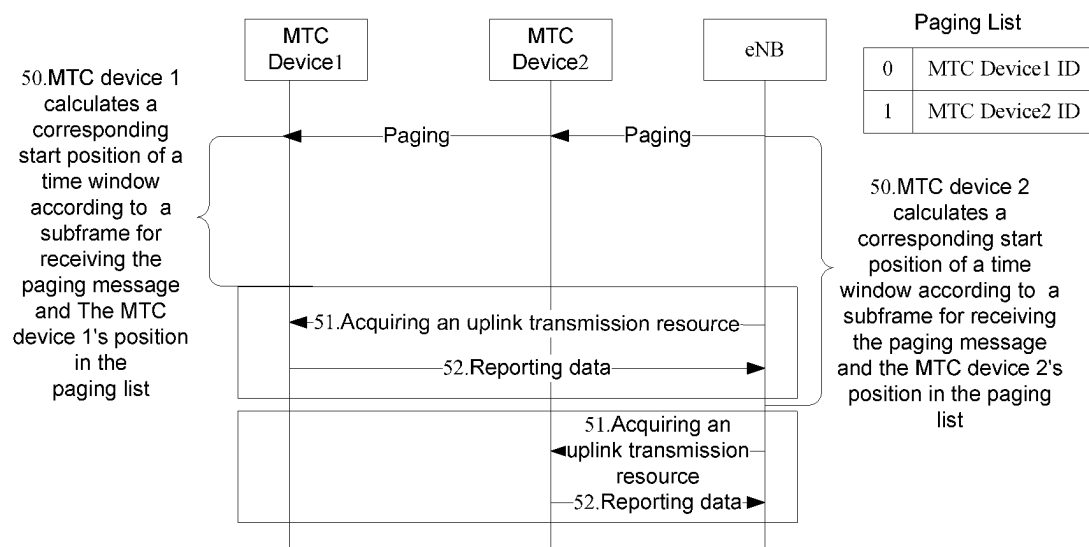 MTC
Device1
MTC
Device2
eNB
Paging List
0 MTC Device1 ID
1 MTC Device2 ID
50.MTC device 1
calculates a
corresponding
start position of a
time window
according to a
subframe for
receiving the
paging message
and The MTC
device 1's position
in the
paging list
Paging
Paging
50.MTC device 2
calculates a
corresponding start
position of a time
window according to a
subframe for receiving
the paging message
and the MTC device 2's
position in the paging
list
51.Acquiring an uplink transmission resource
52.Reporting data
51.Acquiring an
uplink transmission
resource
52.Reporting data